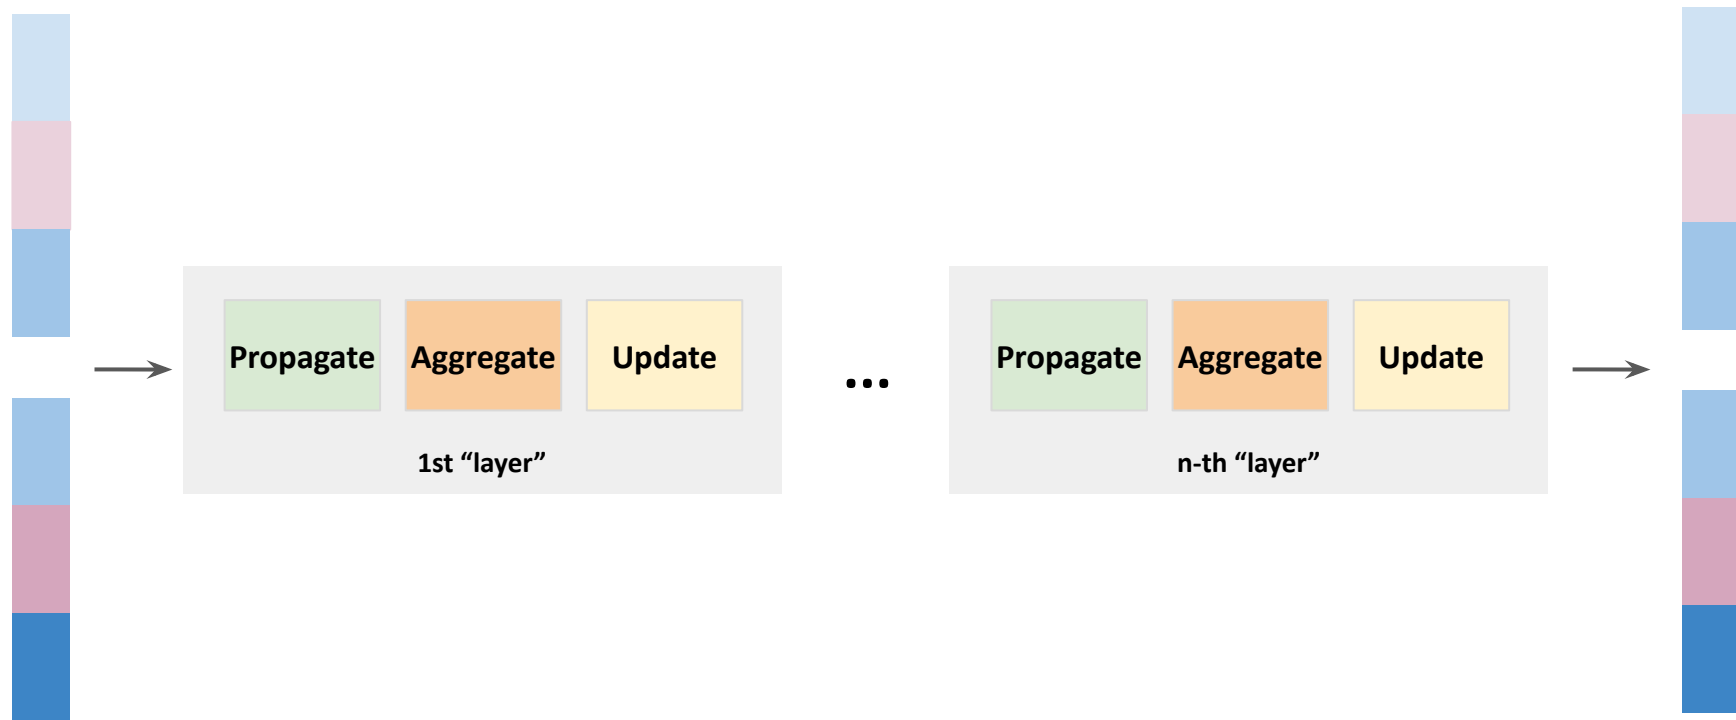 Propagate Aggregate Update
1st “layer”
...
Propagate Aggregate Update
n-th “layer”